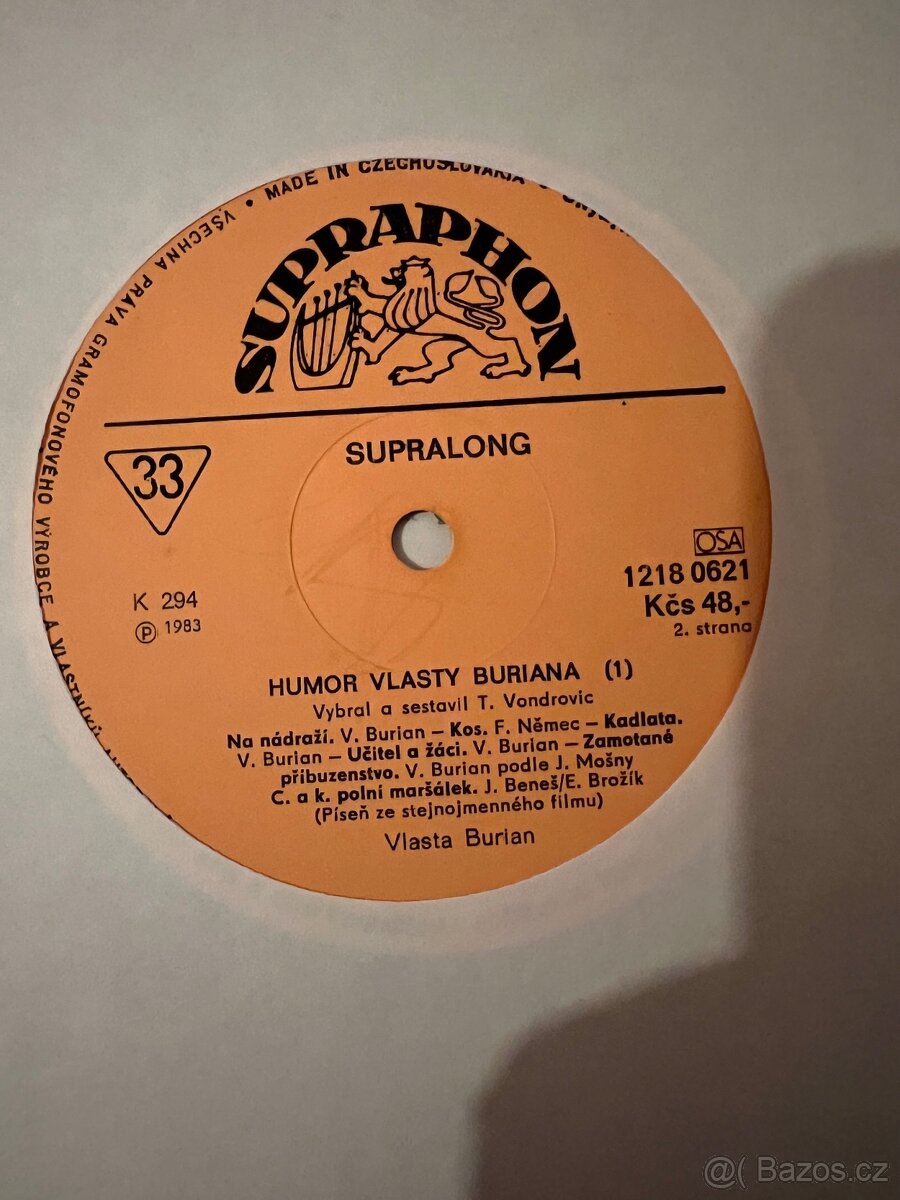 VŠECHNA PRÁVA GRAMOFONOVÉHO VÝROBCE A VLASTNÍKŮ
• MADE IN CZECHOSLOVAKIA •
SUPRAPHON
SUPRALONG
33
OSA
1218 0621
Kčs 48,-
2. strana
K 294
Ⓟ 1983
HUMOR VLASTY BURIANA (1)
Vybral a sestavil T. Vondrovic
Na nádraží. V. Burian – Kos. F. Němec – Kadlata.
V. Burian – Učitel a žáci. V. Burian – Zamotané
příbuzenstvo. V. Burian podle J. Mošny
C. a k. polní maršálek. J. Beneš/E. Brožík
(Píseň ze stejnojmenného filmu)
Vlasta Burian
@( Bazos.cz